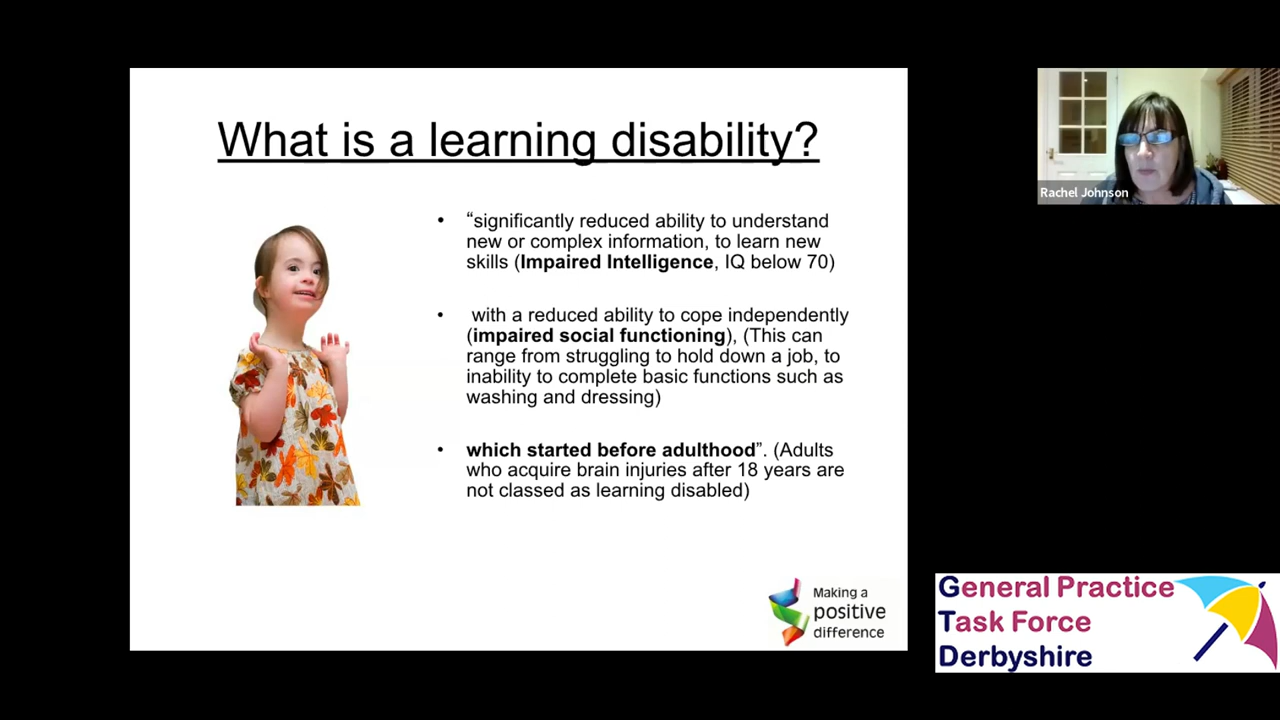 What is a learning disability?
• “significantly reduced ability to understand
new or complex information, to learn new
skills (Impaired Intelligence, IQ below 70)
• with a reduced ability to cope independently
(impaired social functioning), (This can
range from struggling to hold down a job, to
inability to complete basic functions such as
washing and dressing)
• which started before adulthood”. (Adults
who acquire brain injuries after 18 years are
not classed as learning disabled)
Making a
positive
difference
Rachel Johnson
General Practice
Task Force
Derbyshire